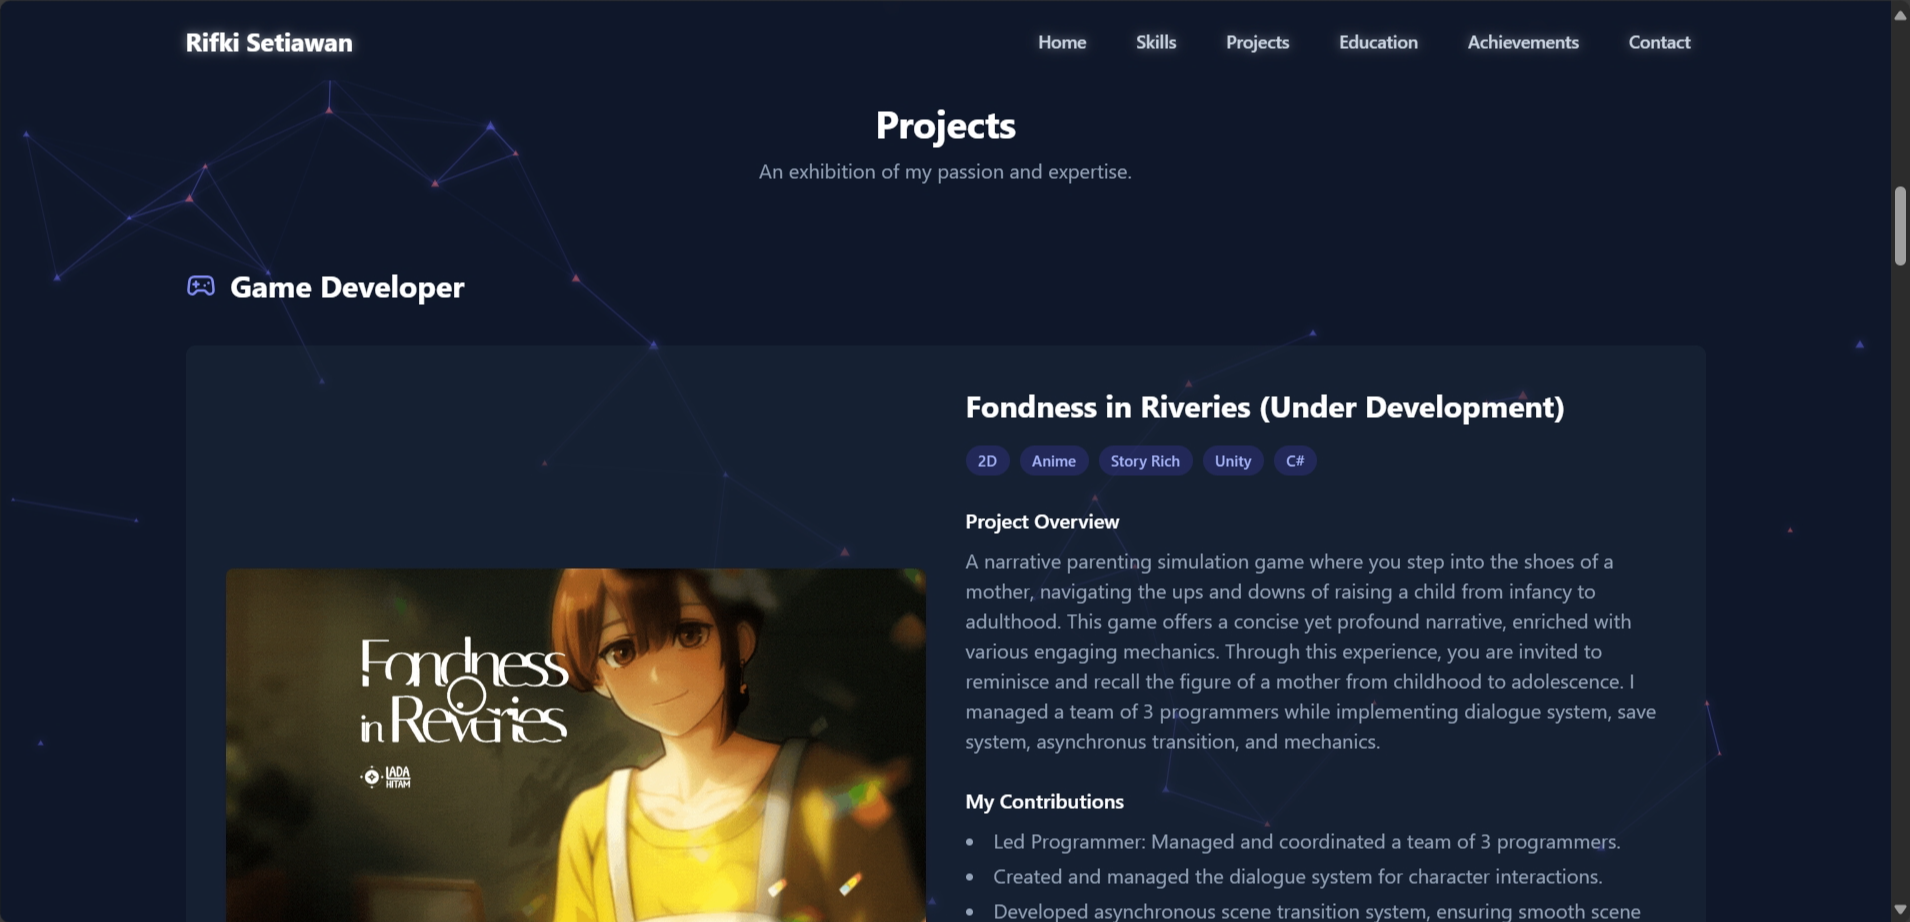 Rifki Setiawan
Home Skills Projects Education Achievements Contact
Projects
An exhibition of my passion and expertise.
Game Developer
Fondness
in Reveries
LADA
HITAM
Fondness in Riveries (Under Development)
2D Anime Story Rich Unity C#
Project Overview
A narrative parenting simulation game where you step into the shoes of a
mother, navigating the ups and downs of raising a child from infancy to
adulthood. This game offers a concise yet profound narrative, enriched with
various engaging mechanics. Through this experience, you are invited to
reminisce and recall the figure of a mother from childhood to adolescence. I
managed a team of 3 programmers while implementing dialogue system, save
system, asynchronus transition, and mechanics.
My Contributions
• Led Programmer: Managed and coordinated a team of 3 programmers.
• Created and managed the dialogue system for character interactions.
• Developed asynchronous scene transition system, ensuring smooth scene